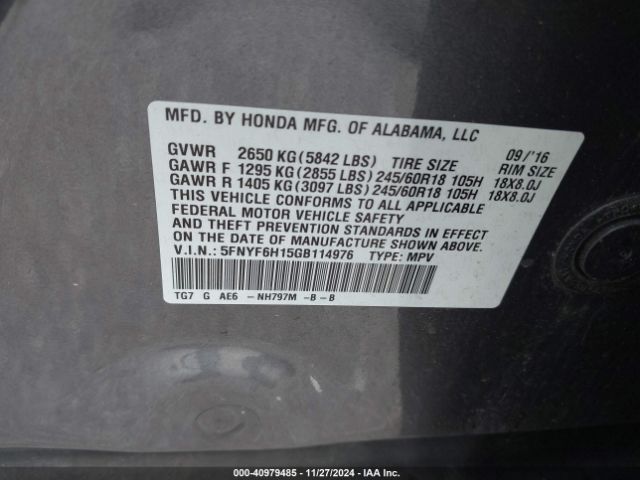 MFD. BY HONDA MFG. OF ALABAMA, LLC 09/'16
GVWR 2650 KG(5842 LBS) TIRE SIZE RIM SIZE
GAWR F 1295 KG(2855 LBS)245/60R18 105H 18X8.0J
GAWR R 1405 KG(3097 LBS)245/60R18 105H 18X8.0J
THIS VEHICLE CONFORMS TO ALL APPLICABLE
FEDERAL MOTOR VEHICLE SAFETY
AND THEFT PREVENTION STANDARDS IN EFFECT
ON THE DATE OF MANUFACTURE SHOWN ABOVE.
V.I.N.: 5FNYF6H15GB114976 TYPE: MPV
TG7 G AE6 -NH797M -B-B
00-40979485 - 11/27/2024 - IAA Inc.